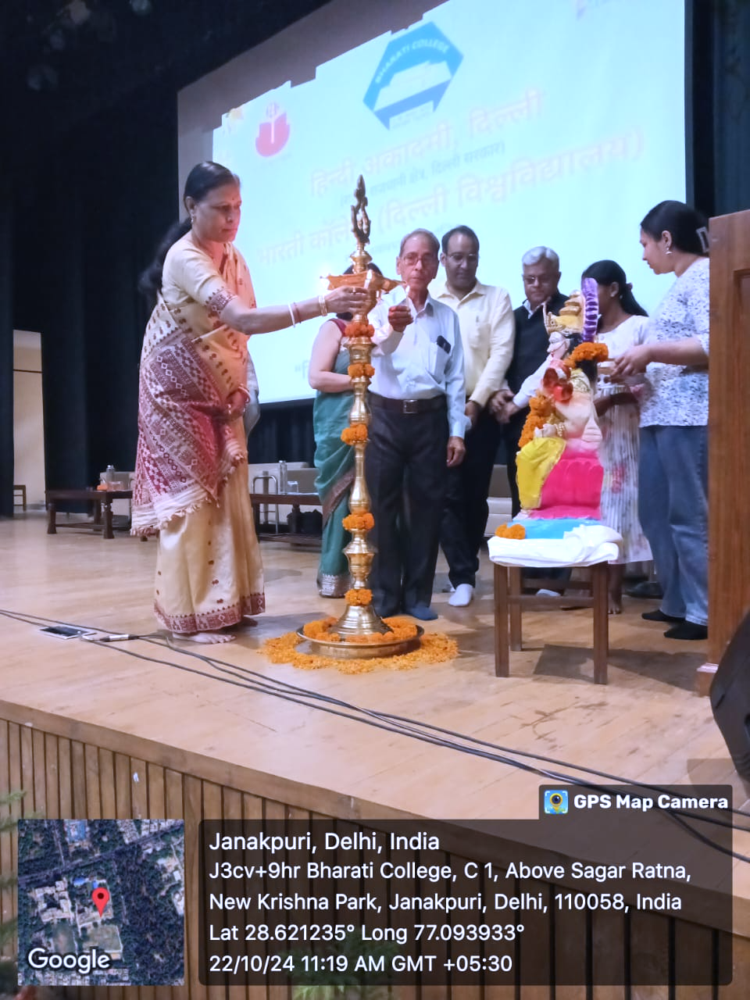 BHARATI COLLEGE
हिन्दी अकादमी, दिल्ली
राजधानी क्षेत्र, दिल्ली सरकार)
भारती कॉलेज (दिल्ली विश्वविद्यालय)
GPS Map Camera
Janakpuri, Delhi, India
J3cv+9hr Bharati College, C 1, Above Sagar Ratna,
New Krishna Park, Janakpuri, Delhi, 110058, India
Lat 28.621235° Long 77.093933°
22/10/24 11:19 AM GMT +05:30
Google